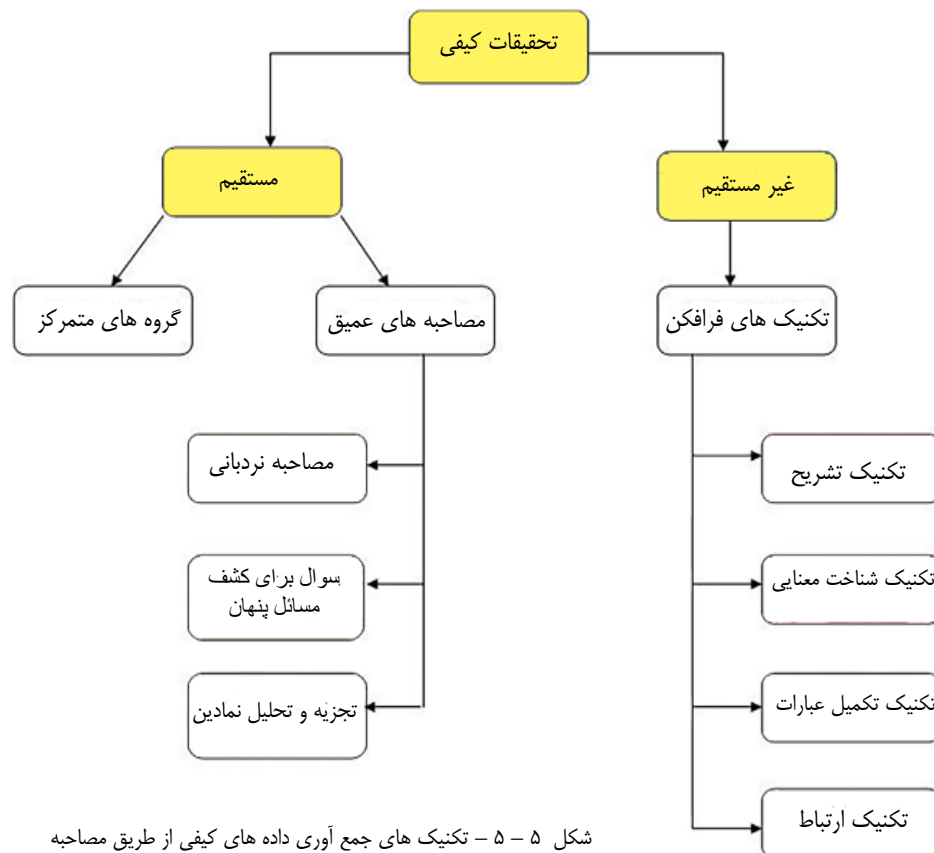 تحقیقات کیفی
غیر مستقیم
مستقیم
تکنیک های فرافکن
مصاحبه های عمیق
گروه های متمرکز
تکنیک تشریح
مصاحبه نردبانی
تکنیک شناخت معنایی
سوال برای کشف
مسائل پنهان
تکنیک تکمیل عبارات
تجزیه و تحلیل نمادین
تکنیک ارتباط
شکل ۵ – ۵ – تکنیک های جمع آوری داده های کیفی از طریق مصاحبه